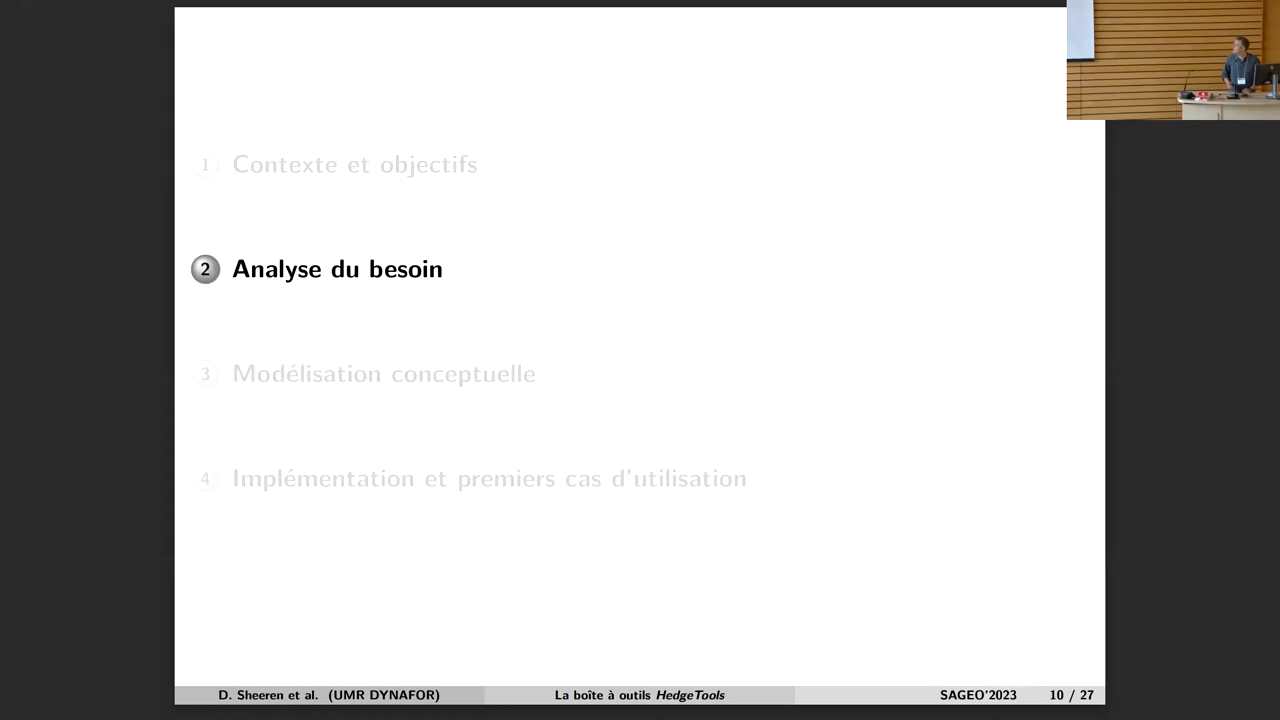 1 Contexte et objectifs
2 Analyse du besoin
3 Modélisation conceptuelle
4 Implémentation et premiers cas d'utilisation
D. Sheeren et al. (UMR DYNAFOR) La boîte à outils HedgeTools SAGEO'2023 10 / 27